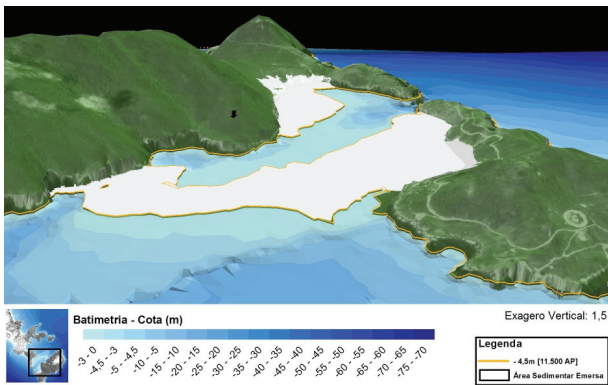 Exagero Vertical: 1,5
Batimetria - Cota (m)
-3 - 0
-4,5 - -3
-5 - -4,5
-10 - -5
-15 - -10
-20 - -15
-25 - -20
-30 - -25
-35 - -30
-40 - -35
-45 - -40
-50 - -45
-55 - -50
-60 - -55
-65 - -60
-70 - -65
-75 - -70
Legenda
- 4,5m [11.500 AP]
Área Sedimentar Emersa